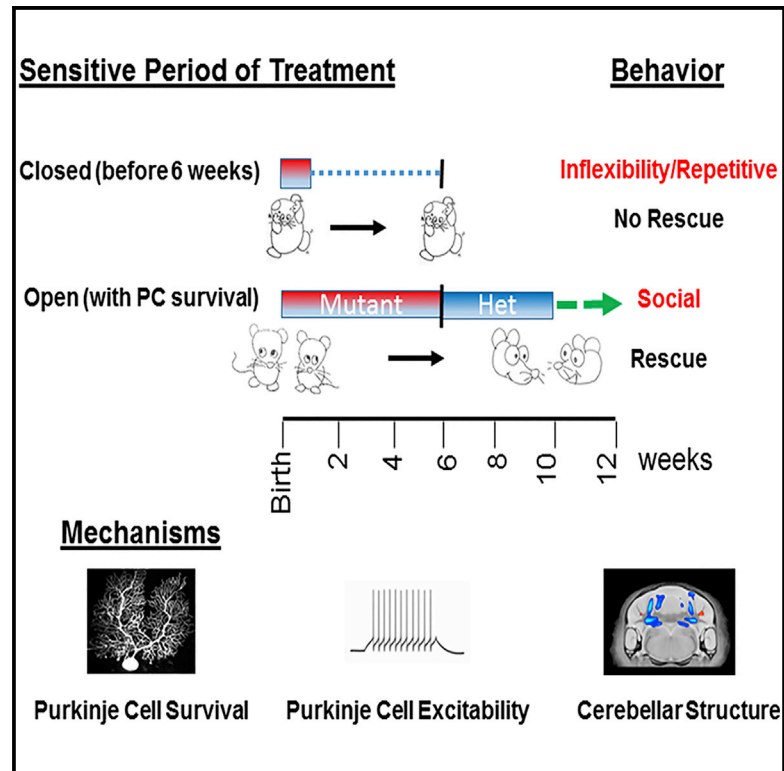 Sensitive Period of Treatment Behavior
Closed (before 6 weeks) Inflexibility/Repetitive
No Rescue
Open (with PC survival) Mutant Het Social
Rescue
Birth 2 4 6 8 10 12 weeks
Mechanisms
Purkinje Cell Survival Purkinje Cell Excitability Cerebellar Structure